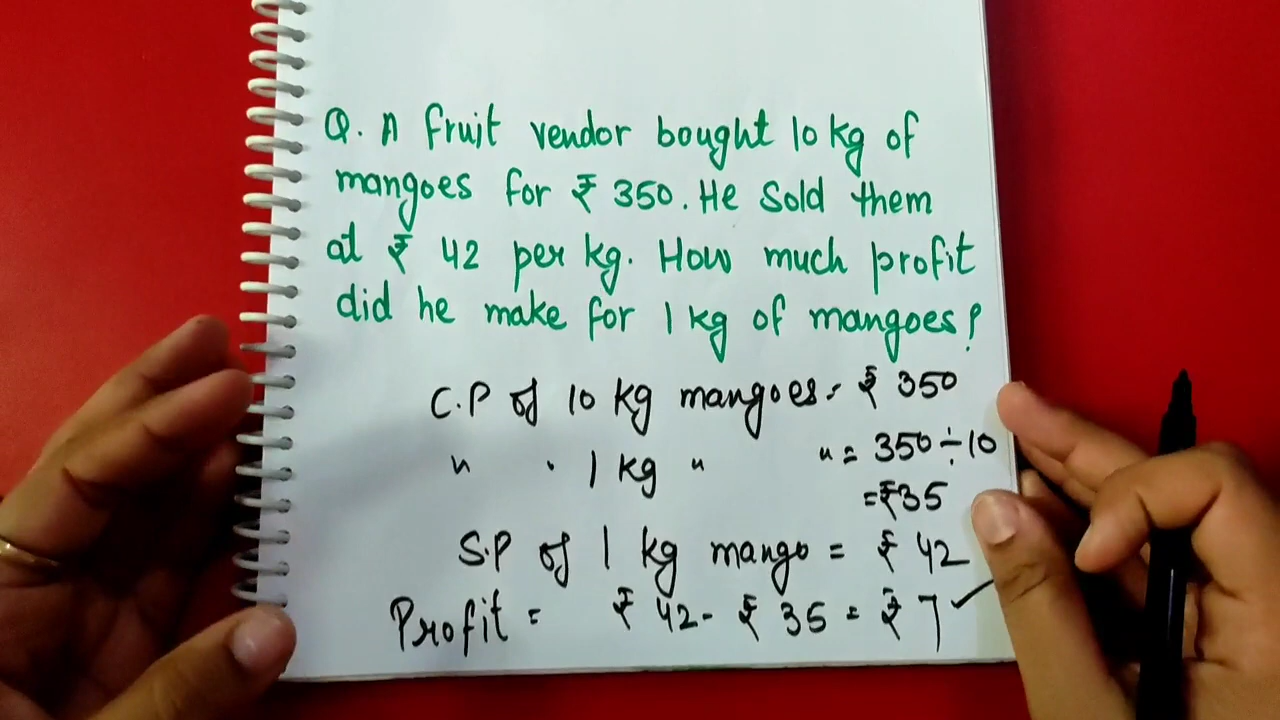 Q. A fruit vendor bought 10 kg of
mangoes for ₹ 350. He sold them
at ₹ 42 per kg. How much profit
did he make for 1 kg of mangoes?
C.P of 10 kg mangoes = ₹ 350
" " 1 kg " " = 350 ÷ 10
= ₹35
S.P of 1 kg mango = ₹ 42
Profit = ₹ 42 - ₹ 35 = ₹ 7 ✓